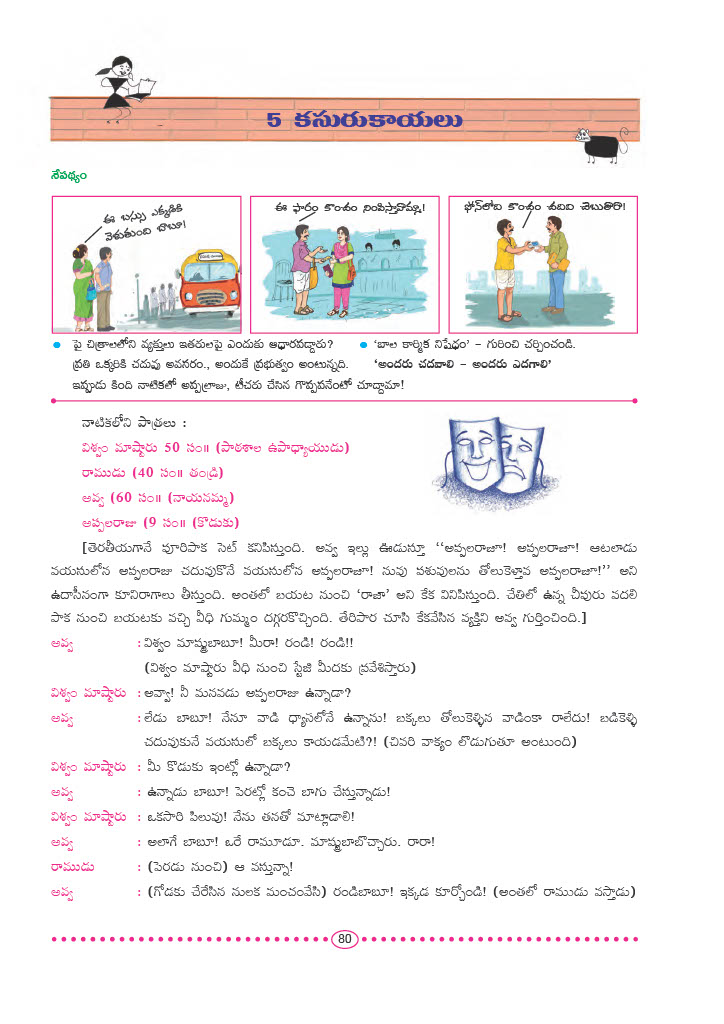 5 కసురుకాయలు
నేపథ్యం
ఈ బస్సు ఎక్కడికి
వెళుతుంది బాబూ!
ఈ ఫారం కొంచం నింపిస్తావామ్మా!
ఫోన్‌లోవి కొంచం చదివి చెబుతారా!
● పై చిత్రాలలోని వ్యక్తులు ఇతరులపై ఎందుకు ఆధారపడ్డారు?
● ‘బాల కార్మిక నిషేధం’ – గురించి చర్చించండి.
ప్రతి ఒక్కరికి చదువు అవసరం., అందుకే ప్రభుత్వం అంటున్నది.
‘అందరు చదవాలి – అందరు ఎదగాలి’
ఇప్పుడు కింది నాటికలో అప్పల్రాజు, టీచరు చేసిన గొప్పపనేంటో చూద్దామా!
నాటికలోని పాత్రలు :
విశ్వం మాష్టారు 50 సం॥ (పాఠశాల ఉపాధ్యాయుడు)
రాముడు (40 సం॥ తండ్రి)
అవ్వ (60 సం॥ (నాయనమ్మ)
అప్పలరాజు (9 సం॥ (కొడుకు)
[తెరతీయగానే పూరిపాక సెట్ కనిపిస్తుంది. అవ్వ ఇల్లు ఊడుస్తూ ‘‘అప్పలరాజూ! అప్పలరాజూ! ఆటలాడు
వయసులోన అప్పలరాజు చదువుకొనే వయసులోన అప్పలరాజూ! నువు పశువులను తోలుకెళ్తావ అప్పలరాజూ!’’ అని
ఉదాసీనంగా కూనిరాగాలు తీస్తుంది. అంతలో బయట నుంచి ‘రాజా’ అని కేక వినిపిస్తుంది. చేతిలో ఉన్న చీపురు వదలి
పాక నుంచి బయటకు వచ్చి వీధి గుమ్మం దగ్గరకొచ్చింది. తేరిపార చూసి కేకవేసిన వ్యక్తిని అవ్వ గుర్తించింది.]
అవ్వ : విశ్వం మాష్టుబాబూ! మీరా! రండి! రండి!!
(విశ్వం మాష్టారు వీధి నుంచి స్టేజి మీదకు ప్రవేశిస్తారు)
విశ్వం మాష్టారు : అవ్వా! నీ మనవడు అప్పలరాజు ఉన్నాడా?
అవ్వ : లేడు బాబూ! నేనూ వాడి ధ్యాసలోనే ఉన్నాను! బక్కలు తోలుకెళ్ళిన వాడింకా రాలేదు! బడికెళ్ళి
చదువుకునే వయసులో బక్కలు కాయడమేటి?! (చివరి వాక్యం లొడుగుతూ అంటుంది)
విశ్వం మాష్టారు : మీ కొడుకు ఇంట్లో ఉన్నాడా?
అవ్వ : ఉన్నాడు బాబూ! పెరట్లో కంచె బాగు చేస్తున్నాడు!
విశ్వం మాష్టారు : ఒకసారి పిలువు! నేను తనతో మాట్లాడాలి!
అవ్వ : అలాగే బాబూ! ఒరే రామూడూ. మాష్టుబాబొచ్చారు. రారా!
రాముడు : (పెరడు నుంచి) ఆ వస్తున్నా!
అవ్వ : (గోడకు చేరేసిన నులక మంచంవేసి) రండిబాబూ! ఇక్కడ కూర్చోండి! (అంతలో రాముడు వస్తాడు)
80